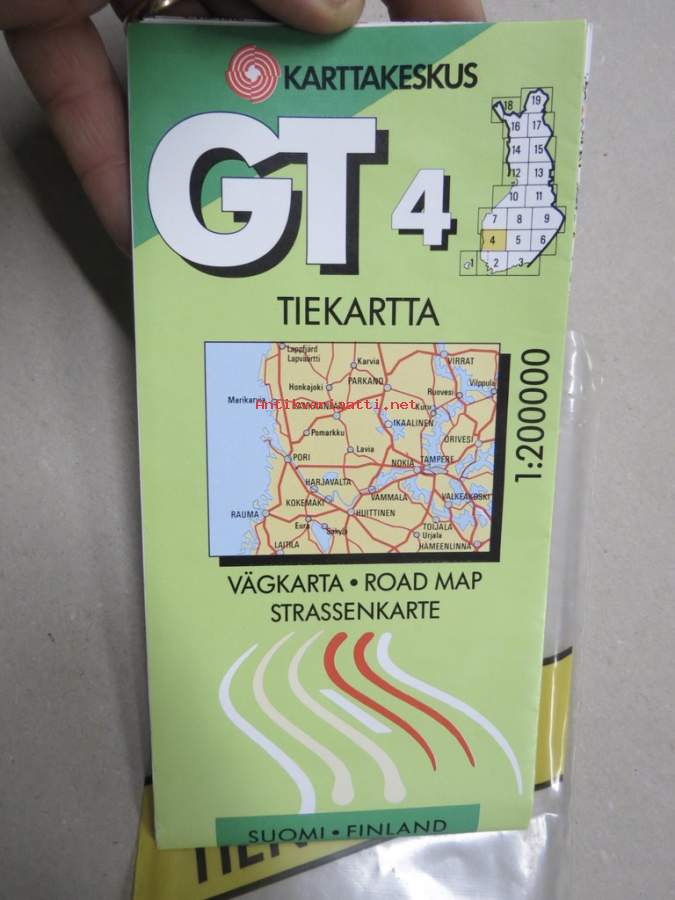 KARTTAKESKUS
GT 4
18 19
16 17
14 15
12 13
10 11
7 8 9
4 5 6
1 2 3
TIEKARTTA
1:200000
Lappfjärd
Lapväärtti
Karvia
VIRRAT
Honkajoki
PARKANO
Vilppula
Ruovesi
Merikarvia
Antikvariaatti.net
Kuru
IKAALINEN
Pomarkku
ORIVESI
Lavia
PORI
NOKIA
TAMPERE
HARJAVALTA
VAMMALA
VALKEAKOSKI
KOKEMÄKI
RAUMA
HUITTINEN
Eura
Säkylä
TOIJALA
Urjala
LAITILA
HÄMEENLINNA
VÄGKARTA • ROAD MAP
STRASSENKARTE
SUOMI • FINLAND